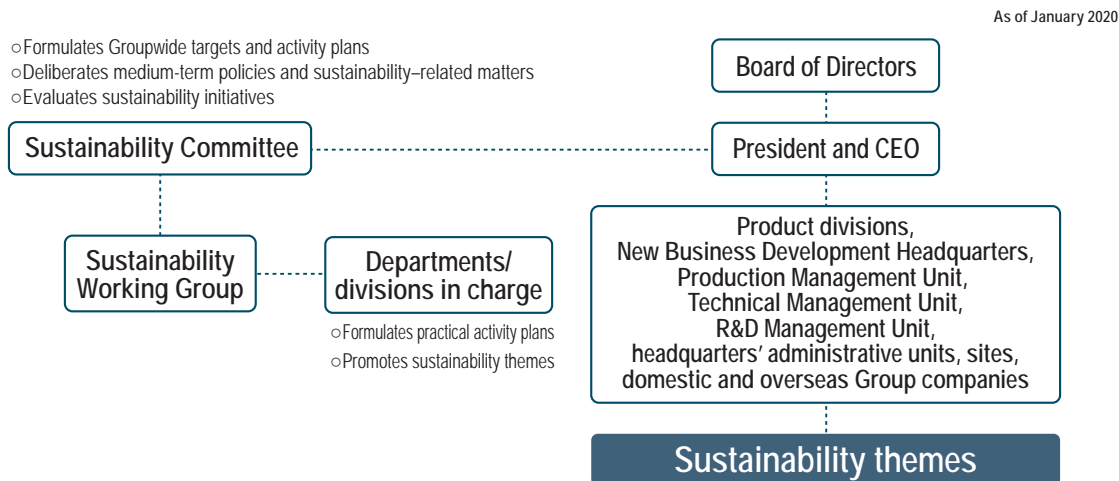 As of January 2020
○Formulates Groupwide targets and activity plans
○Deliberates medium-term policies and sustainability–related matters
○Evaluates sustainability initiatives
Board of Directors
Sustainability Committee
President and CEO
Sustainability
Working Group
Departments/
divisions in charge
○Formulates practical activity plans
○Promotes sustainability themes
Product divisions,
New Business Development Headquarters,
Production Management Unit,
Technical Management Unit,
R&D Management Unit,
headquarters’ administrative units, sites,
domestic and overseas Group companies
Sustainability themes